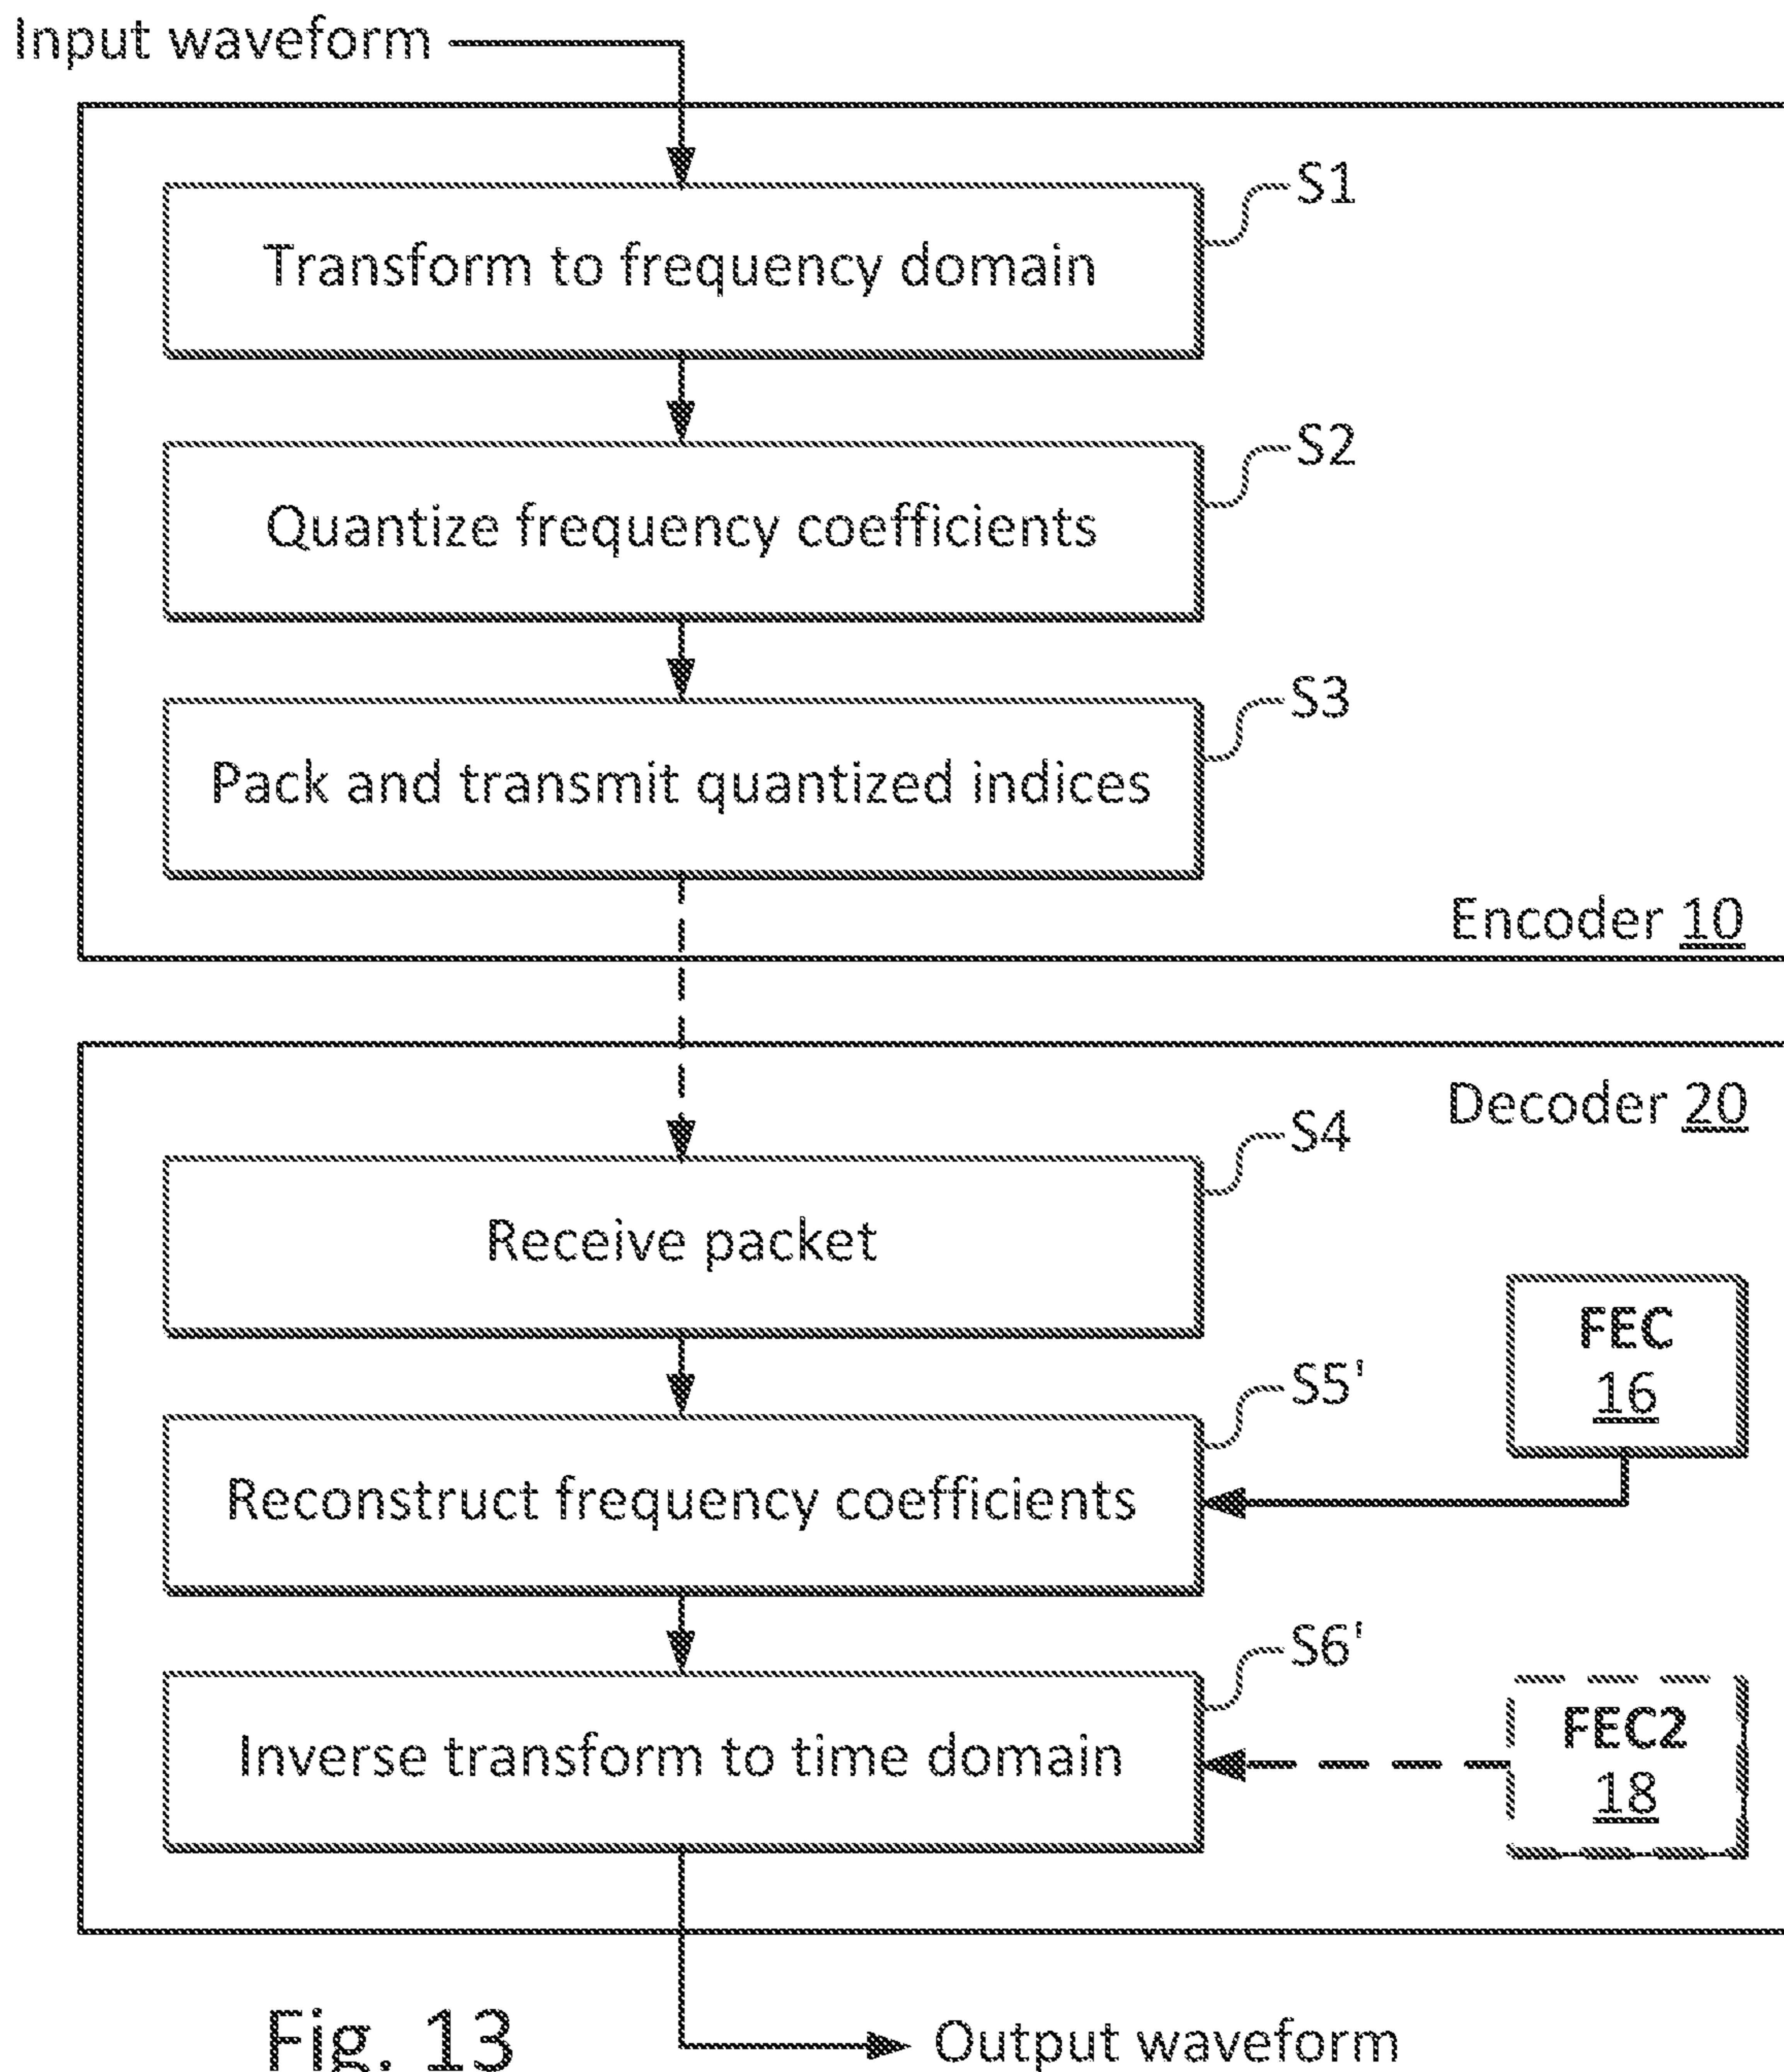 Input waveform
S1
Transform to frequency domain
S2
Quantize frequency coefficients
S3
Pack and transmit quantized indices
Encoder 10
Decoder 20
S4
Receive packet
FEC
16
S5'
Reconstruct frequency coefficients
S6'
FEC2
18
Inverse transform to time domain
Fig. 13
Output waveform